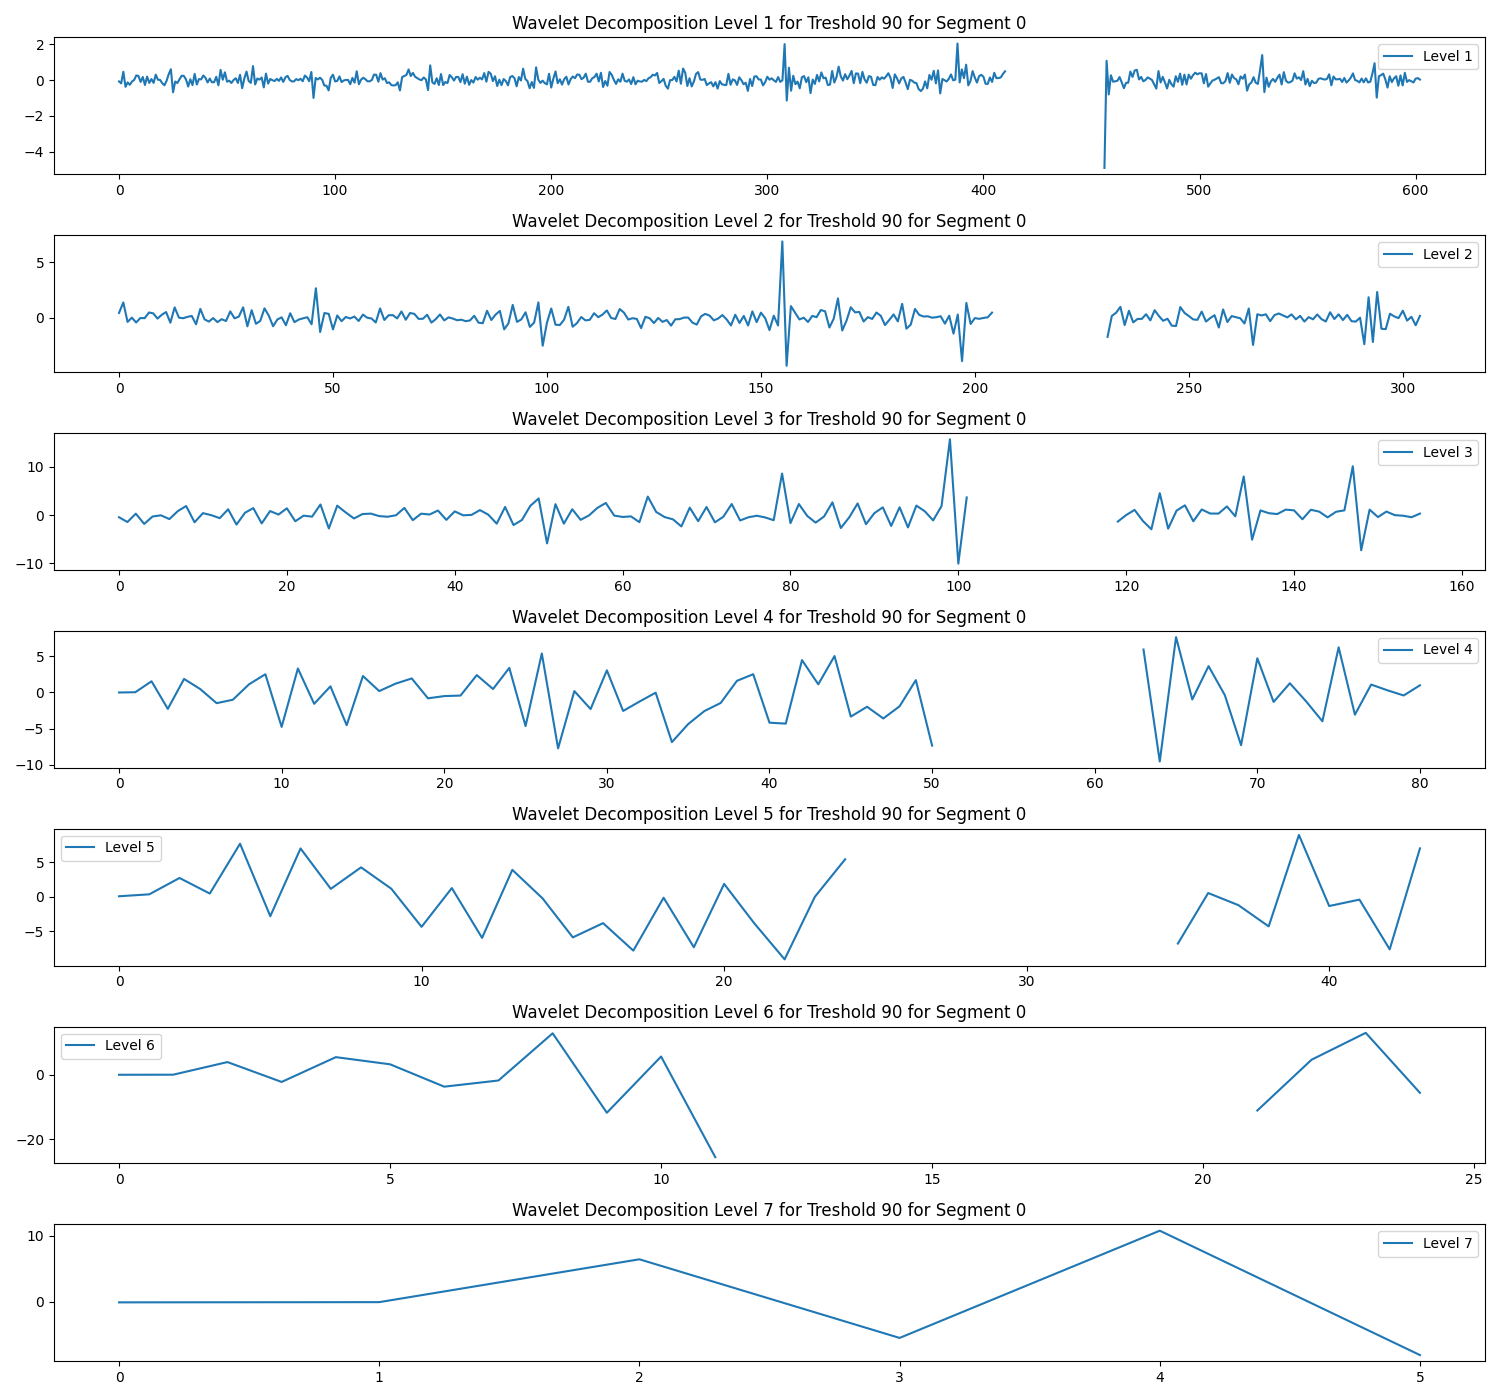 Wavelet Decomposition Level 1 for Treshold 90 for Segment 0
2
0
−2
−4
Level 1
0 100 200 300 400 500 600
Wavelet Decomposition Level 2 for Treshold 90 for Segment 0
5
0
Level 2
0 50 100 150 200 250 300
Wavelet Decomposition Level 3 for Treshold 90 for Segment 0
10
0
−10
Level 3
0 20 40 60 80 100 120 140 160
Wavelet Decomposition Level 4 for Treshold 90 for Segment 0
5
0
−5
−10
Level 4
0 10 20 30 40 50 60 70 80
Wavelet Decomposition Level 5 for Treshold 90 for Segment 0
Level 5
5
0
−5
0 10 20 30 40
Wavelet Decomposition Level 6 for Treshold 90 for Segment 0
Level 6
0
−20
0 5 10 15 20 25
Wavelet Decomposition Level 7 for Treshold 90 for Segment 0
10
0
Level 7
0 1 2 3 4 5